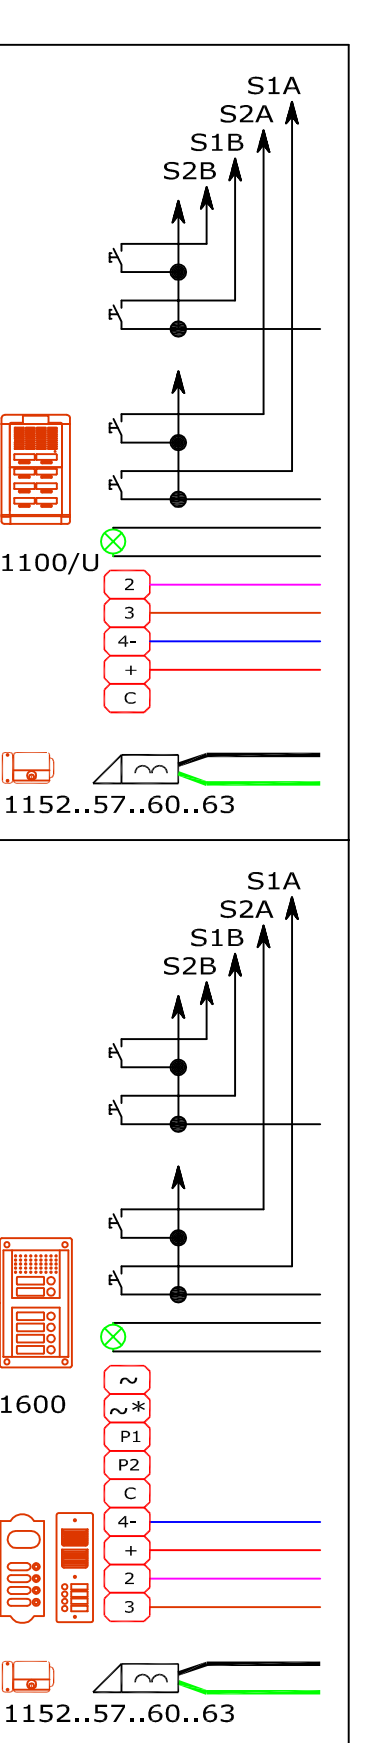 S1A
S2A
S1B
S2B
1100/U
2
3
4-
+
C
1152..57..60..63
S1A
S2A
S1B
S2B
1600
~
~*
P1
P2
C
4-
+
2
3
1152..57..60..63